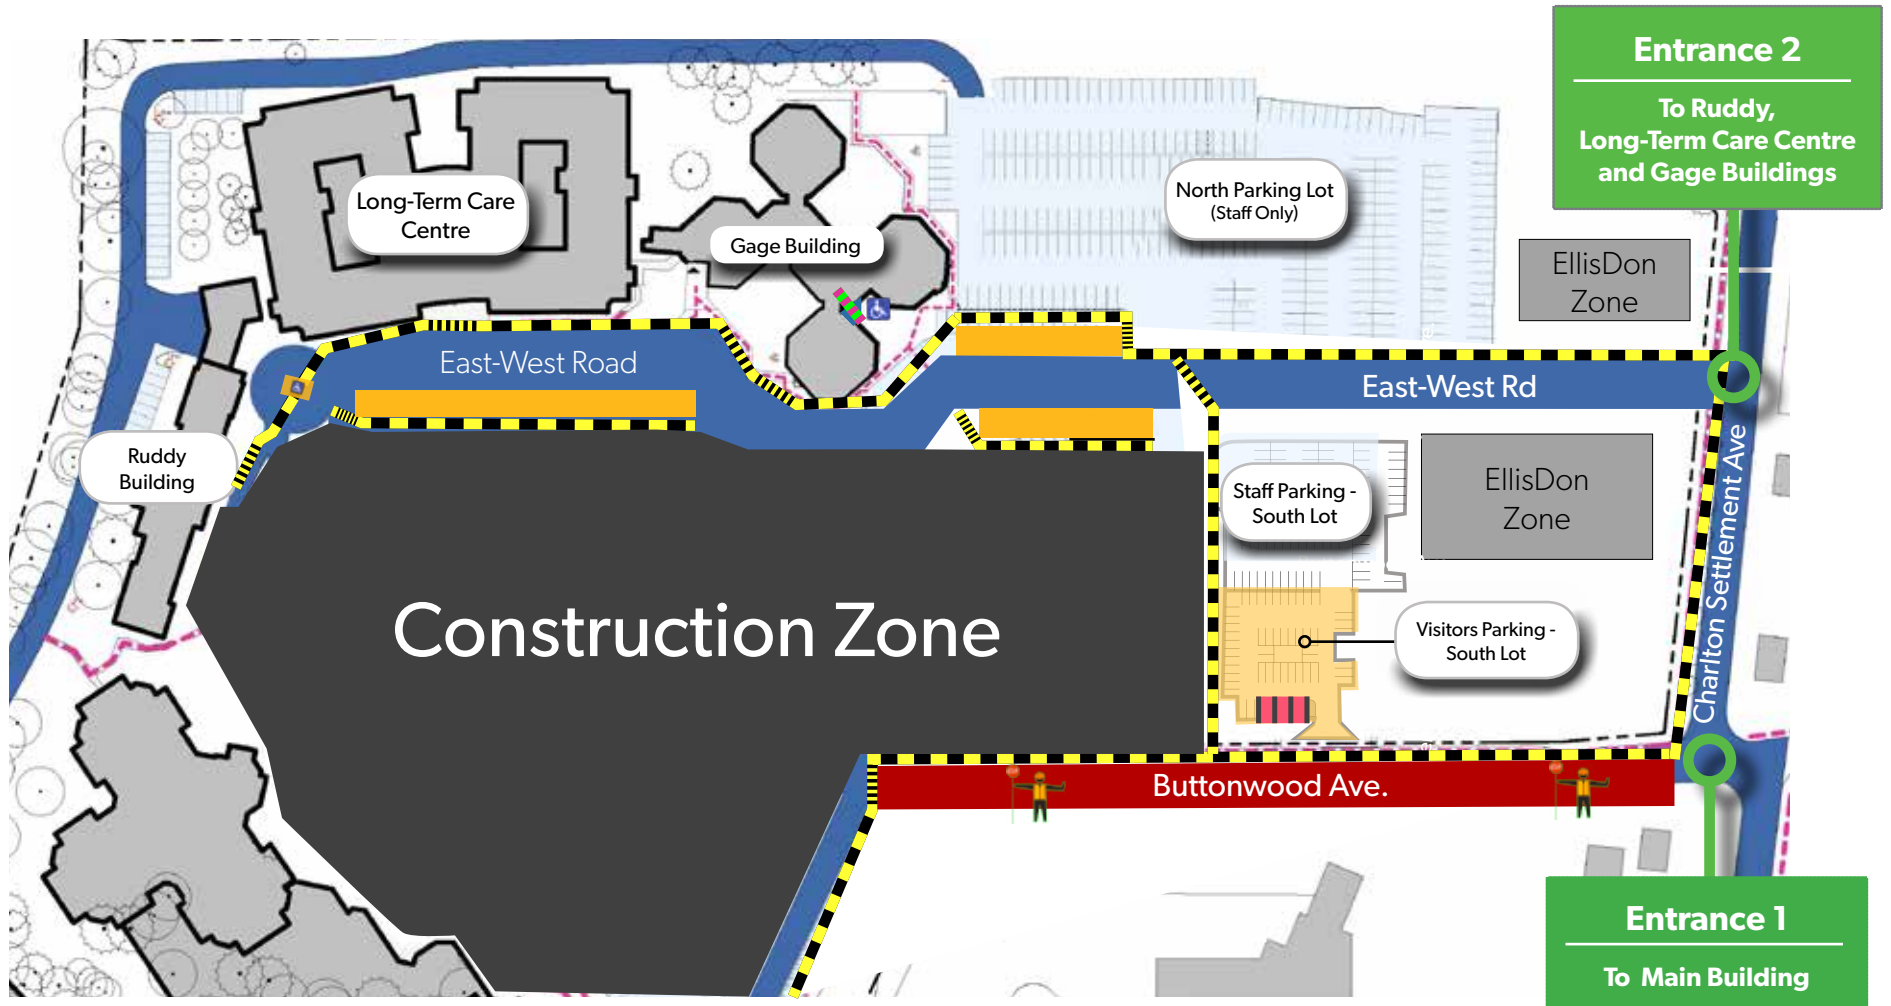 Entrance 2
To Ruddy,
Long-Term Care Centre
and Gage Buildings
Long-Term Care
Centre
Gage Building
North Parking Lot
(Staff Only)
EllisDon
Zone
East-West Road
East-West Rd
Ruddy
Building
Staff Parking -
South Lot
EllisDon
Zone
Charlton Settlement Ave
Construction Zone
Visitors Parking -
South Lot
Buttonwood Ave.
Entrance 1
To Main Building